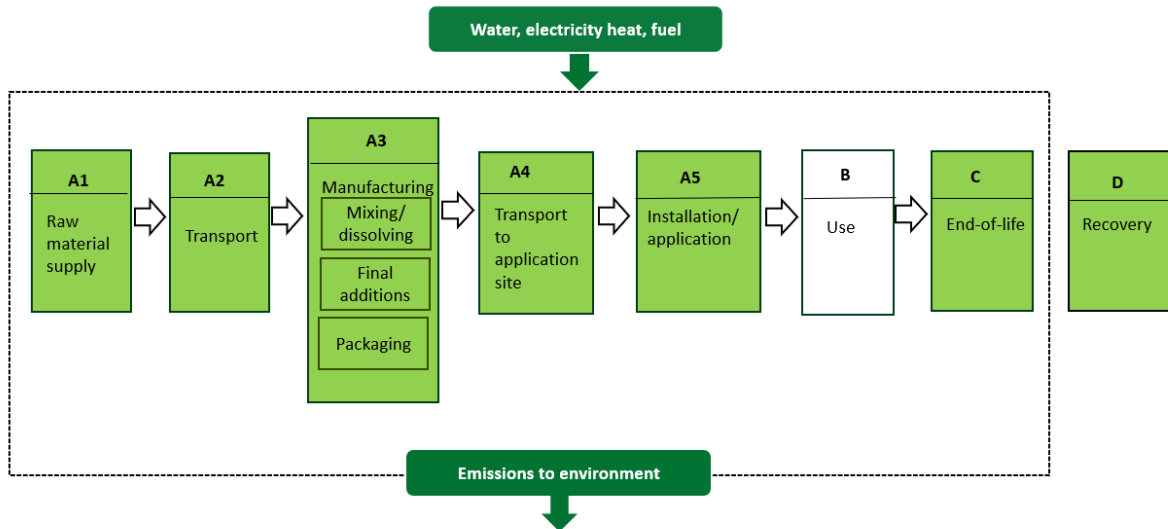 Water, electricity heat, fuel
A1
Raw
material
supply
A2
Transport
A3
Manufacturing
Mixing/
dissolving
Final
additions
Packaging
A4
Transport
to
application
site
A5
Installation/
application
B
Use
C
End-of-life
D
Recovery
Emissions to environment